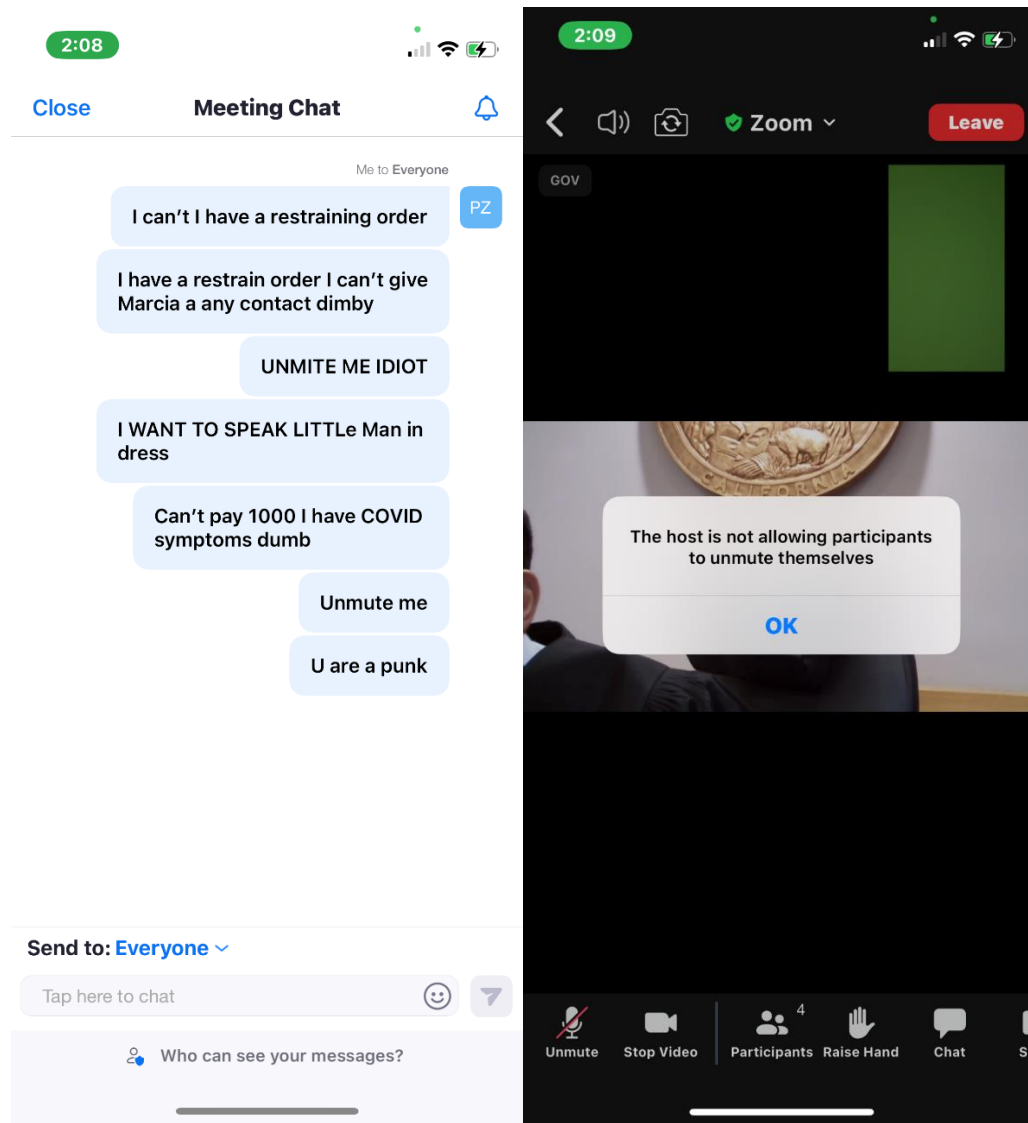 2:08
Close
Meeting Chat
Me to Everyone
PZ
I can't I have a restraining order
I have a restrain order I can't give
Marcia a any contact dimby
UNMITE ME IDIOT
I WANT TO SPEAK LITTLe Man in
dress
Can't pay 1000 I have COVID
symptoms dumb
Unmute me
U are a punk
Send to: Everyone
Tap here to chat
Who can see your messages?
2:09
Zoom
Leave
GOV
CALIFORNIA
The host is not allowing participants
to unmute themselves
OK
Unmute
Stop Video
4
Participants
Raise Hand
Chat
S